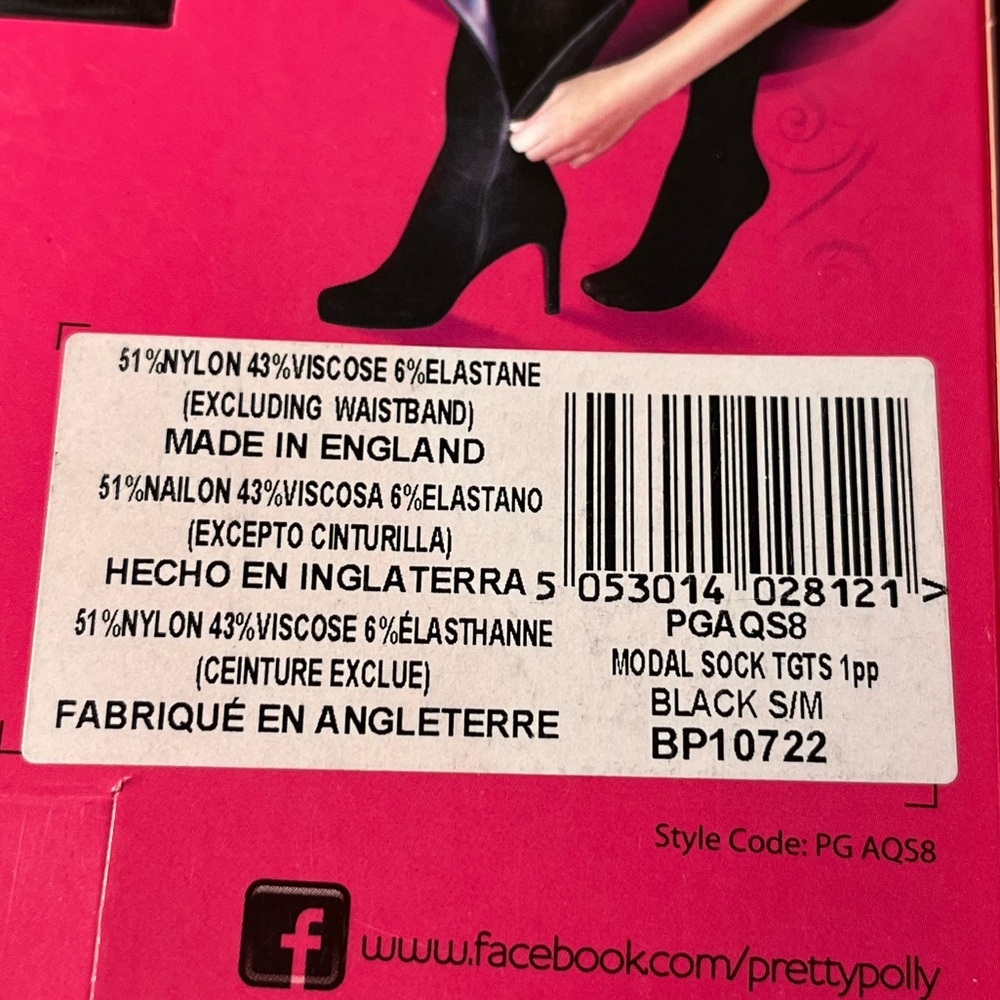 51%NYLON 43%VISCOSE 6%ELASTANE
(EXCLUDING WAISTBAND)
MADE IN ENGLAND
51%NAILON 43%VISCOSA 6%ELASTANO
(EXCEPTO CINTURILLA)
HECHO EN INGLATERRA
51%NYLON 43%VISCOSE 6%ÉLASTHANNE
(CEINTURE EXCLUE)
FABRIQUÉ EN ANGLETERRE
5 053014 028121 >
PGAQS8
MODAL SOCK TGTS 1pp
BLACK S/M
BP10722
Style Code: PG AQS8
f www.facebook.com/prettypolly